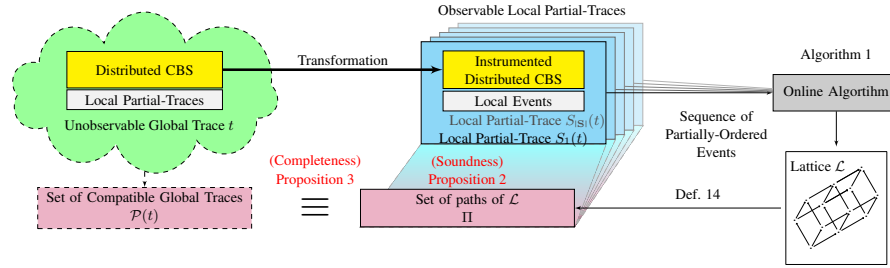 Observable Local Partial-Traces
Distributed CBS
Local Partial-Traces
Unobservable Global Trace t
Transformation
Instrumented
Distributed CBS
Local Events
Local Partial-Trace S|S|(t)
Local Partial-Trace S1(t)
Algorithm 1
Online Algortihm
Sequence of
Partially-Ordered
Events
Lattice ℒ
(Completeness)
Proposition 3
(Soundness)
Proposition 2
Set of Compatible Global Traces
𝒫(t)
≡
Set of paths of ℒ
Π
Def. 14